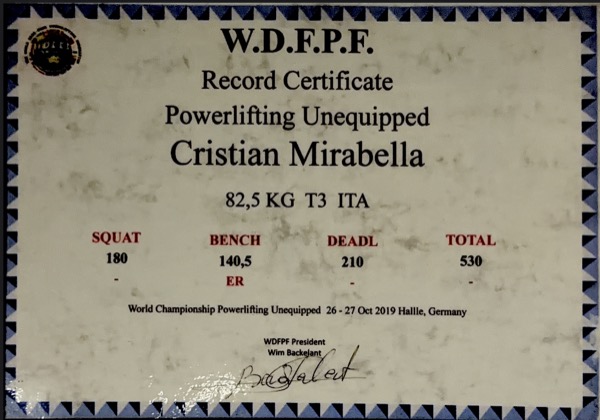 W.D.F.P.F.
Record Certificate
Powerlifting Unequipped
Cristian Mirabella
82,5 KG T3 ITA
SQUAT BENCH DEADL TOTAL
180 140,5 210 530
- ER - -
World Championship Powerlifting Unequipped 26 - 27 Oct 2019 Hallle, Germany
WDFPF President
Wim Backelant